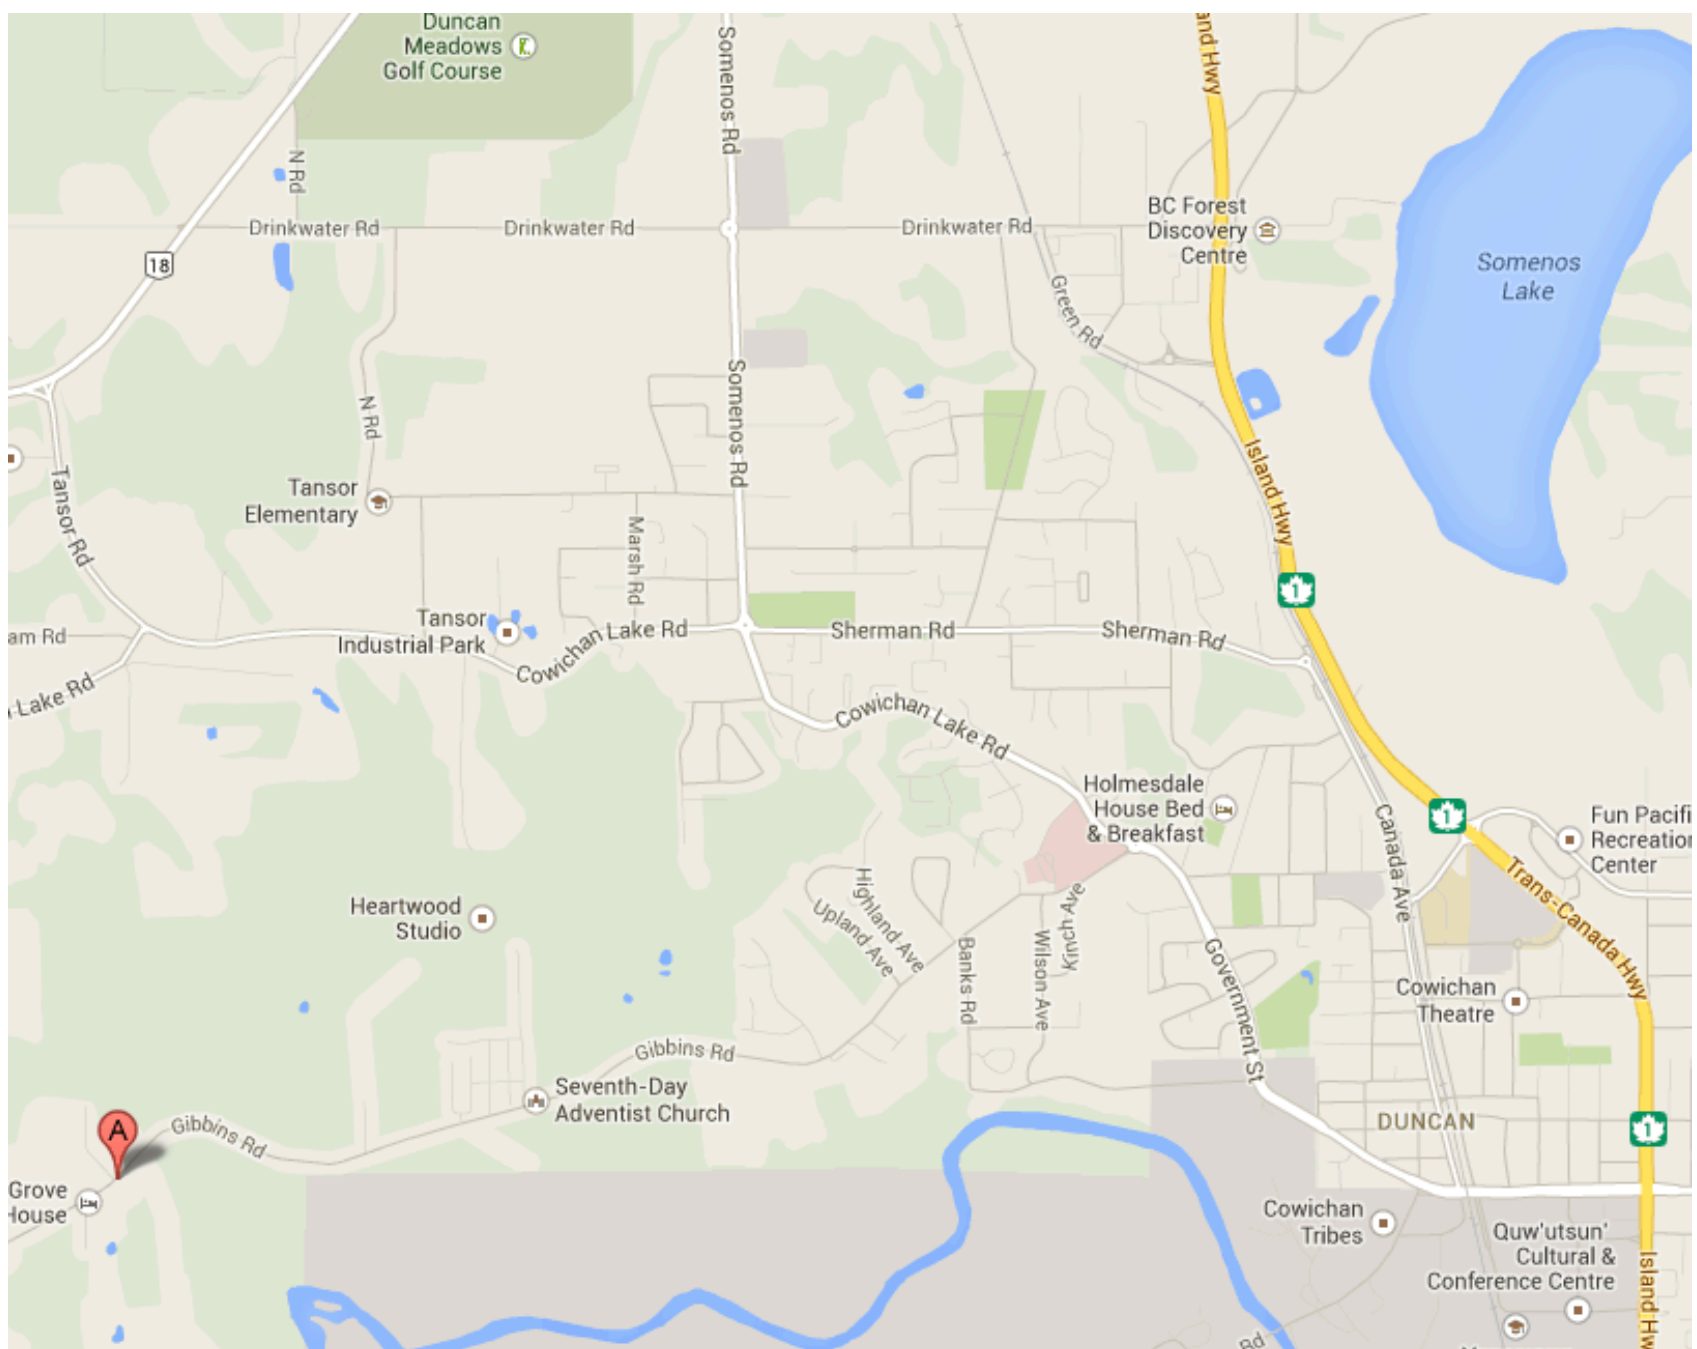 Duncan
Meadows
Golf Course
Somenos Rd
Island Hwy
N Rd
Drinkwater Rd
Drinkwater Rd
Drinkwater Rd
BC Forest
Discovery
Centre
18
Somenos
Lake
Green Rd
Somenos Rd
N Rd
Island Hwy
Tansor Rd
Tansor
Elementary
Marsh Rd
1
Tansor
Industrial Park
Cowichan Lake Rd
Sherman Rd
Sherman Rd
am Rd
Lake Rd
Cowichan Lake Rd
Holmesdale
House Bed
& Breakfast
1
Canada Ave
Fun Pacifi
Recreation
Center
Trans-Canada Hwy
Heartwood
Studio
Highland Ave
Upland Ave
Banks Rd
Wilson Ave
Kinch Ave
Government St
Cowichan
Theatre
Gibbins Rd
Seventh-Day
Adventist Church
A
Gibbins Rd
DUNCAN
1
Grove
House
Cowichan
Tribes
Quw'utsun'
Cultural &
Conference Centre
Island Hw
Rd